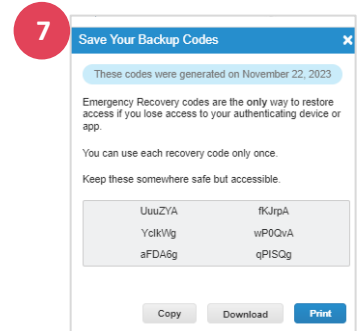 7
Save Your Backup Codes
These codes were generated on November 22, 2023
Emergency Recovery codes are the only way to restore
access if you lose access to your authenticating device or
app.
You can use each recovery code only once.
Keep these somewhere safe but accessible.
UuuZYA fKJrpA
YclkWg wP0QvA
aFDA6g qPISQg
Copy Download Print